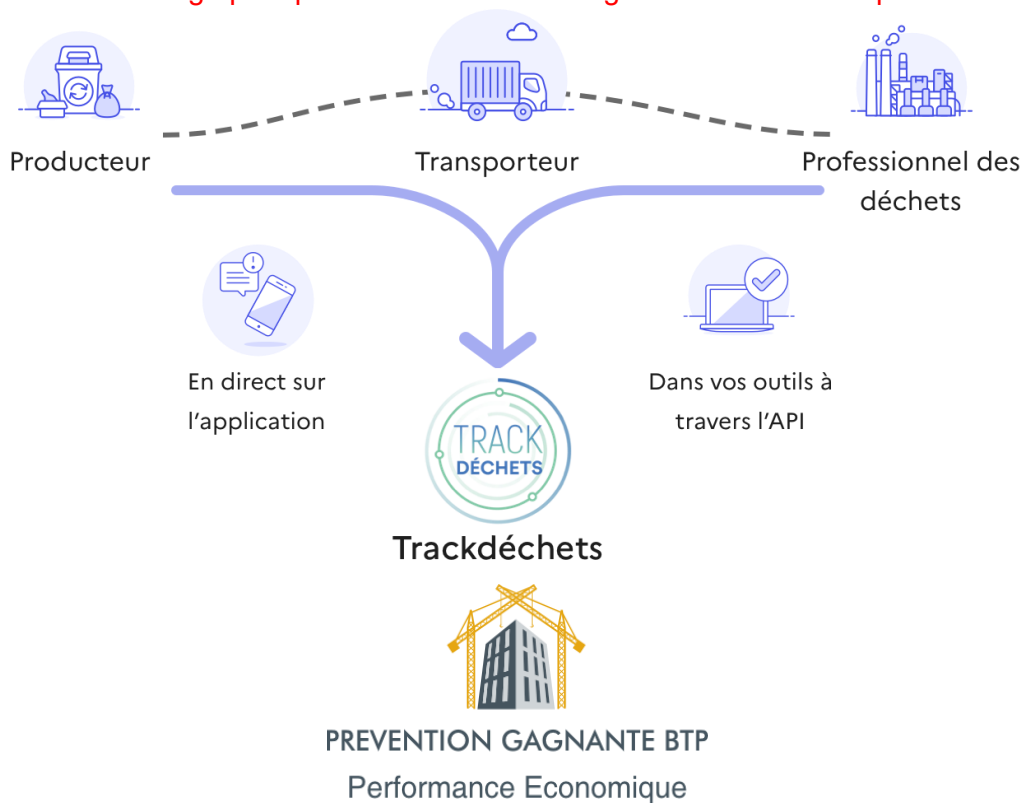 Producteur
Transporteur
Professionnel des
déchets
En direct sur
l'application
Dans vos outils à
travers l'API
TRACK
DÉCHETS
Trackdéchets
PREVENTION GAGNANTE BTP
Performance Economique